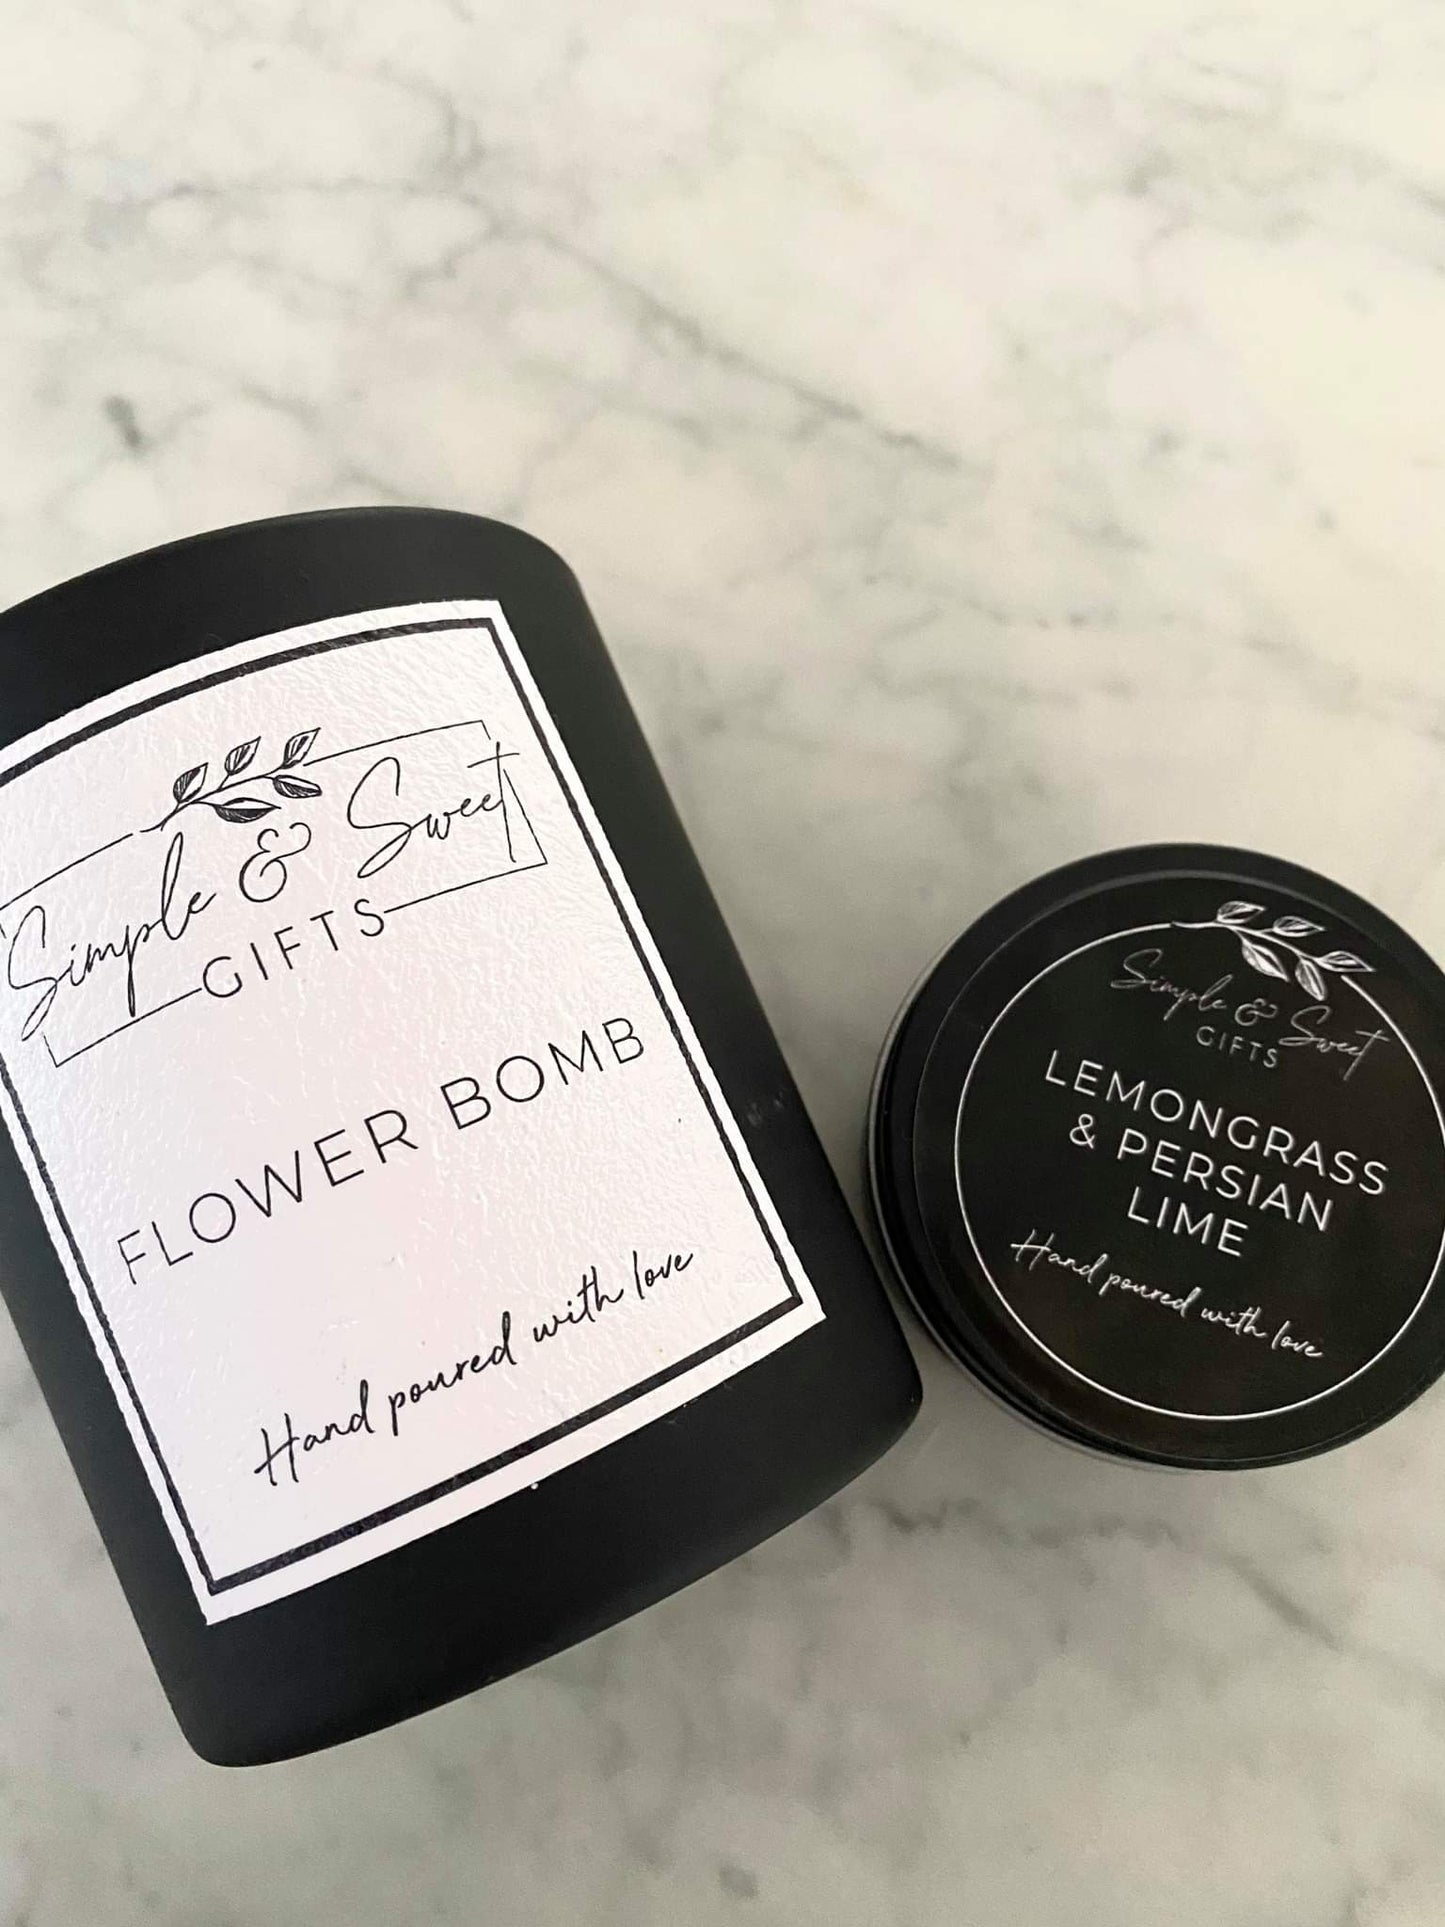 Simple & Sweet
GIFTS
FLOWER BOMB
Hand poured with love
Simple & Sweet
GIFTS
LEMONGRASS
& PERSIAN
LIME
Hand poured with love